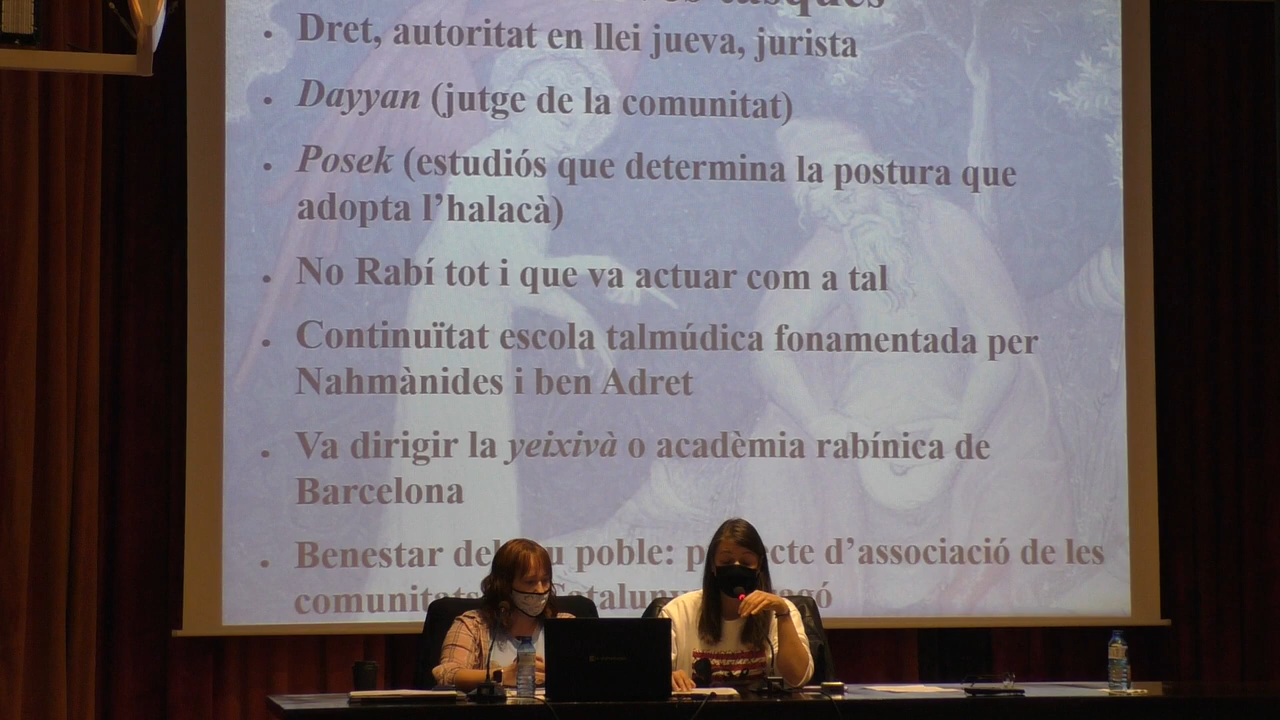 tasques
. Dret, autoritat en llei jueva, jurista
. Dayyan (jutge de la comunitat)
. Posek (estudiós que determina la postura que
adopta l'halacà)
. No Rabí tot i que va actuar com a tal
. Continuïtat escola talmúdica fonamentada per
Nahmànides i ben Adret
. Va dirigir la yeixivà o acadèmia rabínica de
Barcelona
. Benestar del poble: d'associació de les